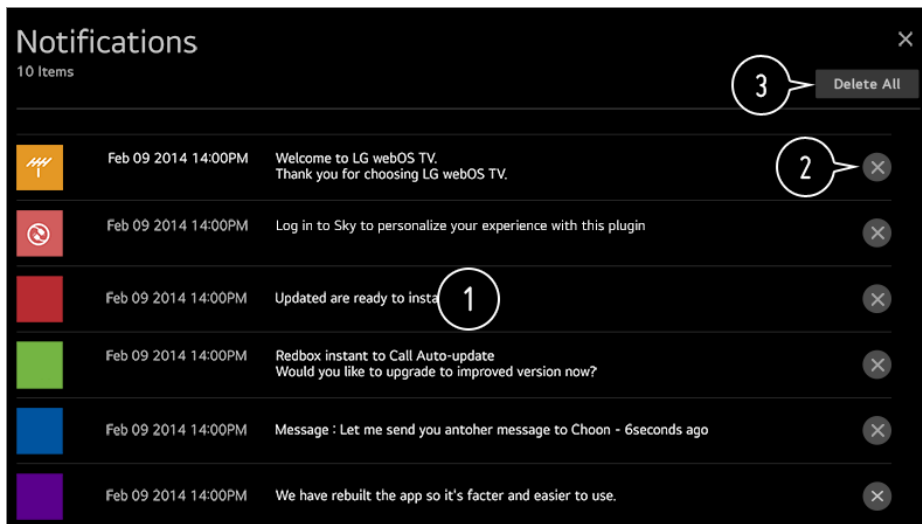 Notifications
10 Items
3
Delete All
Feb 09 2014 14:00PM
Welcome to LG webOS TV.
Thank you for choosing LG webOS TV.
2
Feb 09 2014 14:00PM
Log in to Sky to personalize your experience with this plugin
Feb 09 2014 14:00PM
Updated are ready to insta
1
Feb 09 2014 14:00PM
Redbox instant to Call Auto-update
Would you like to upgrade to improved version now?
Feb 09 2014 14:00PM
Message : Let me send you antoher message to Choon - 6seconds ago
Feb 09 2014 14:00PM
We have rebuilt the app so it's facter and easier to use.